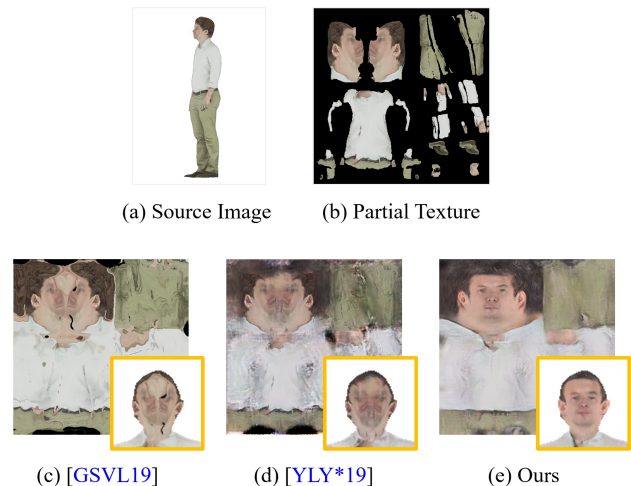 (a) Source Image
(b) Partial Texture
(c) [GSVL19]
(d) [YLY*19]
(e) Ours